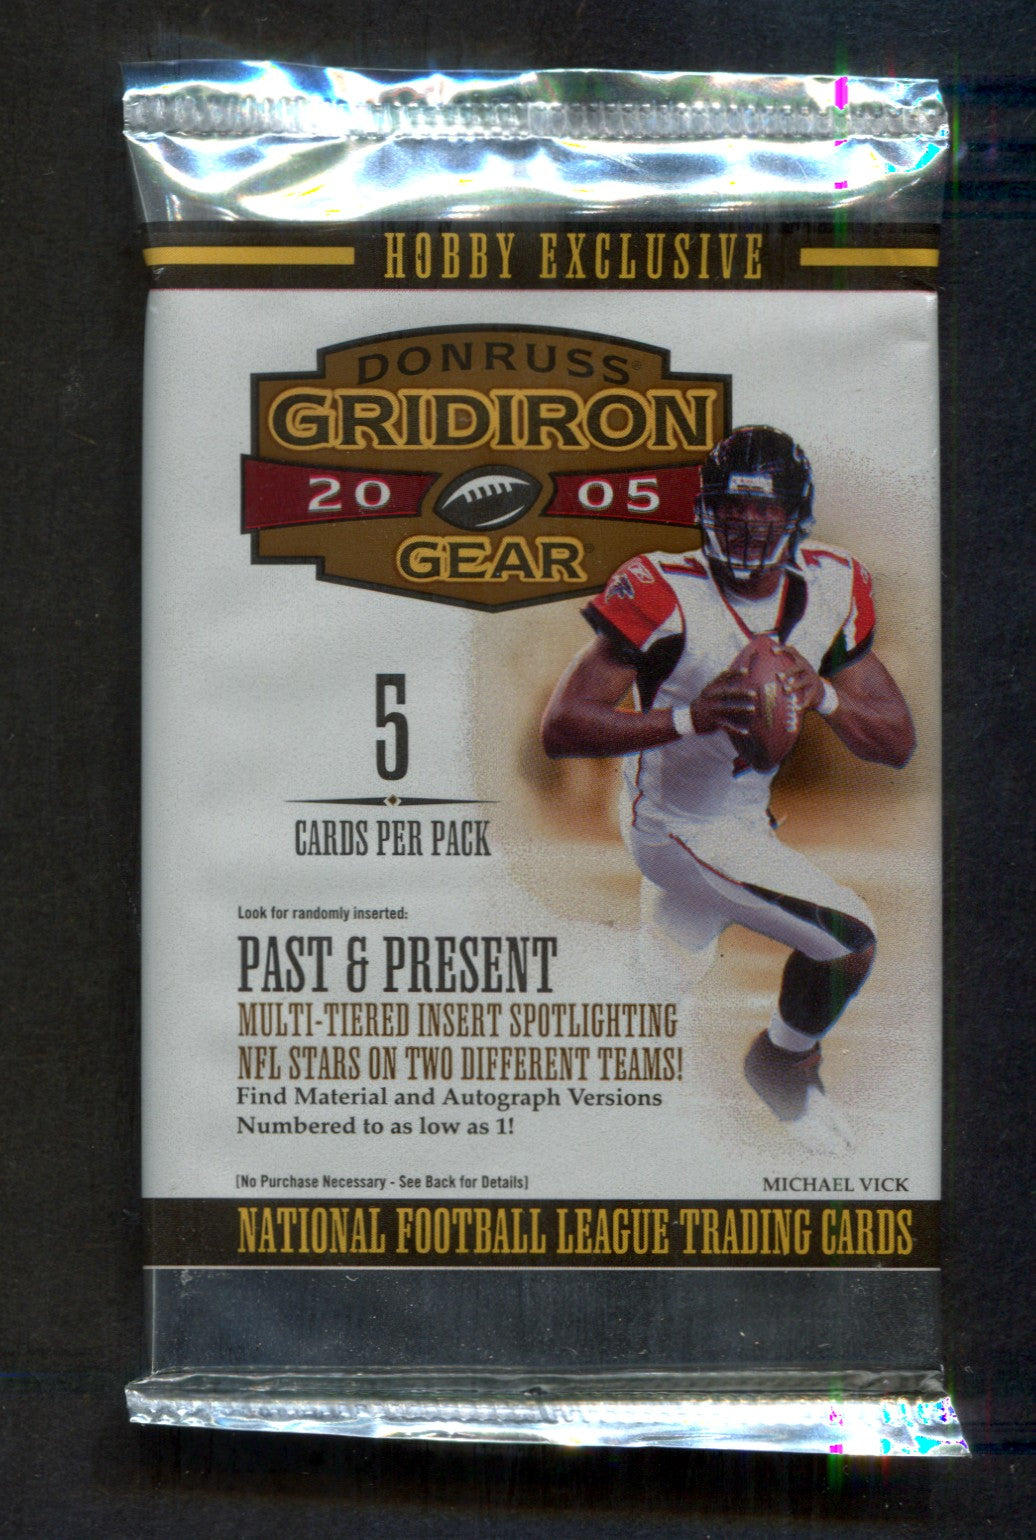 HOBBY EXCLUSIVE
DONRUSS®
GRIDIRON
20 05
GEAR
5
CARDS PER PACK
Look for randomly inserted:
PAST & PRESENT
MULTI-TIERED INSERT SPOTLIGHTING
NFL STARS ON TWO DIFFERENT TEAMS!
Find Material and Autograph Versions
Numbered to as low as 1!
[No Purchase Necessary - See Back for Details]
MICHAEL VICK
NATIONAL FOOTBALL LEAGUE TRADING CARDS